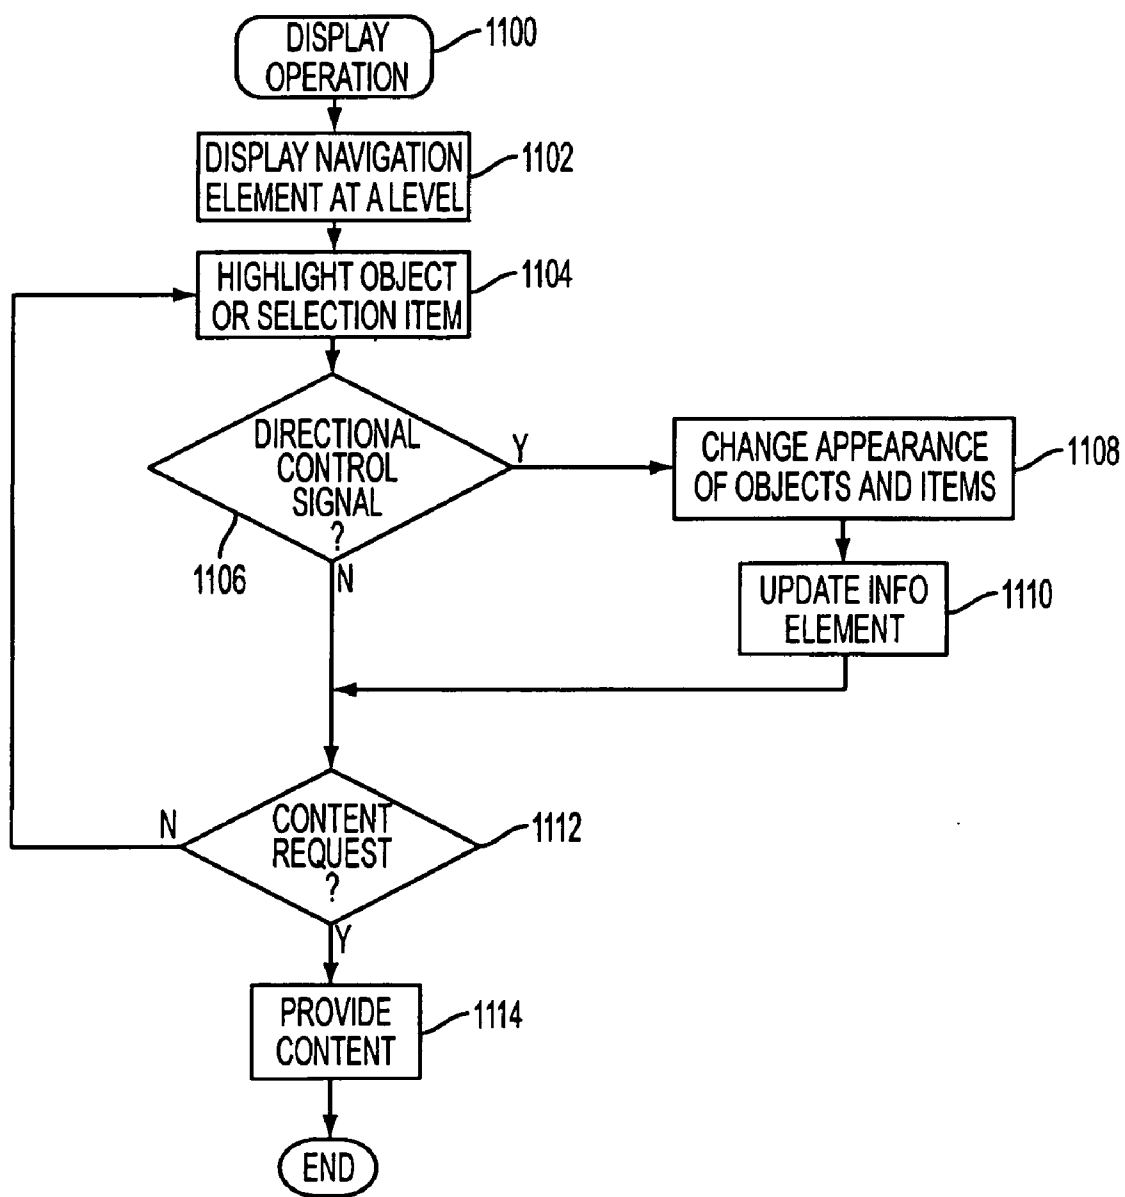 DISPLAY
OPERATION
1100
DISPLAY NAVIGATION
ELEMENT AT A LEVEL
1102
HIGHLIGHT OBJECT
OR SELECTION ITEM
1104
DIRECTIONAL
CONTROL
SIGNAL
?
1106
Y
N
CHANGE APPEARANCE
OF OBJECTS AND ITEMS
1108
UPDATE INFO
ELEMENT
1110
CONTENT
REQUEST
?
1112
N
Y
PROVIDE
CONTENT
1114
END